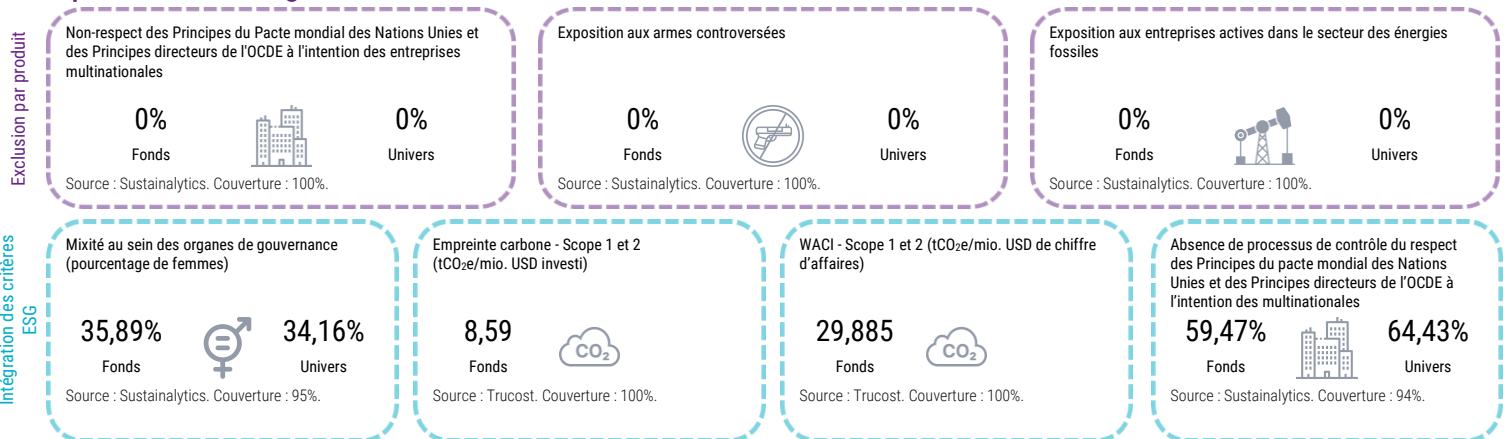 Exclusion par produit
Non-respect des Principes du Pacte mondial des Nations Unies et
des Principes directeurs de l'OCDE à l'intention des entreprises
multinationales
0%
0%
Fonds
Univers
Source : Sustainalytics. Couverture : 100%.
Exposition aux armes controversées
0%
0%
Fonds
Univers
Source : Sustainalytics. Couverture : 100%.
Exposition aux entreprises actives dans le secteur des énergies
fossiles
0%
0%
Fonds
Univers
Source : Sustainalytics. Couverture : 100%.
Intégration des critères
ESG
Mixité au sein des organes de gouvernance
(pourcentage de femmes)
35,89%
34,16%
Fonds
Univers
Source : Sustainalytics. Couverture : 95%.
Empreinte carbone - Scope 1 et 2
(tCO₂e/mio. USD investi)
8,59
CO₂
Fonds
Source : Trucost. Couverture : 100%.
WACI - Scope 1 et 2 (tCO₂e/mio. USD de chiffre
d’affaires)
29,885
CO₂
Fonds
Source : Trucost. Couverture : 100%.
Absence de processus de contrôle du respect
des Principes du pacte mondial des Nations
Unies et des Principes directeurs de l’OCDE à
l’intention des multinationales
59,47%
64,43%
Fonds
Univers
Source : Sustainalytics. Couverture : 94%.